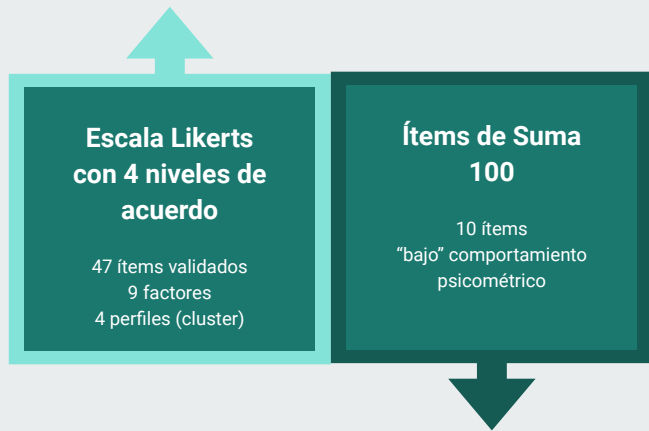 Escala Likerts
con 4 niveles de
acuerdo
47 ítems validados
9 factores
4 perfiles (cluster)
Ítems de Suma
100
10 ítems
“bajo” comportamiento
psicométrico